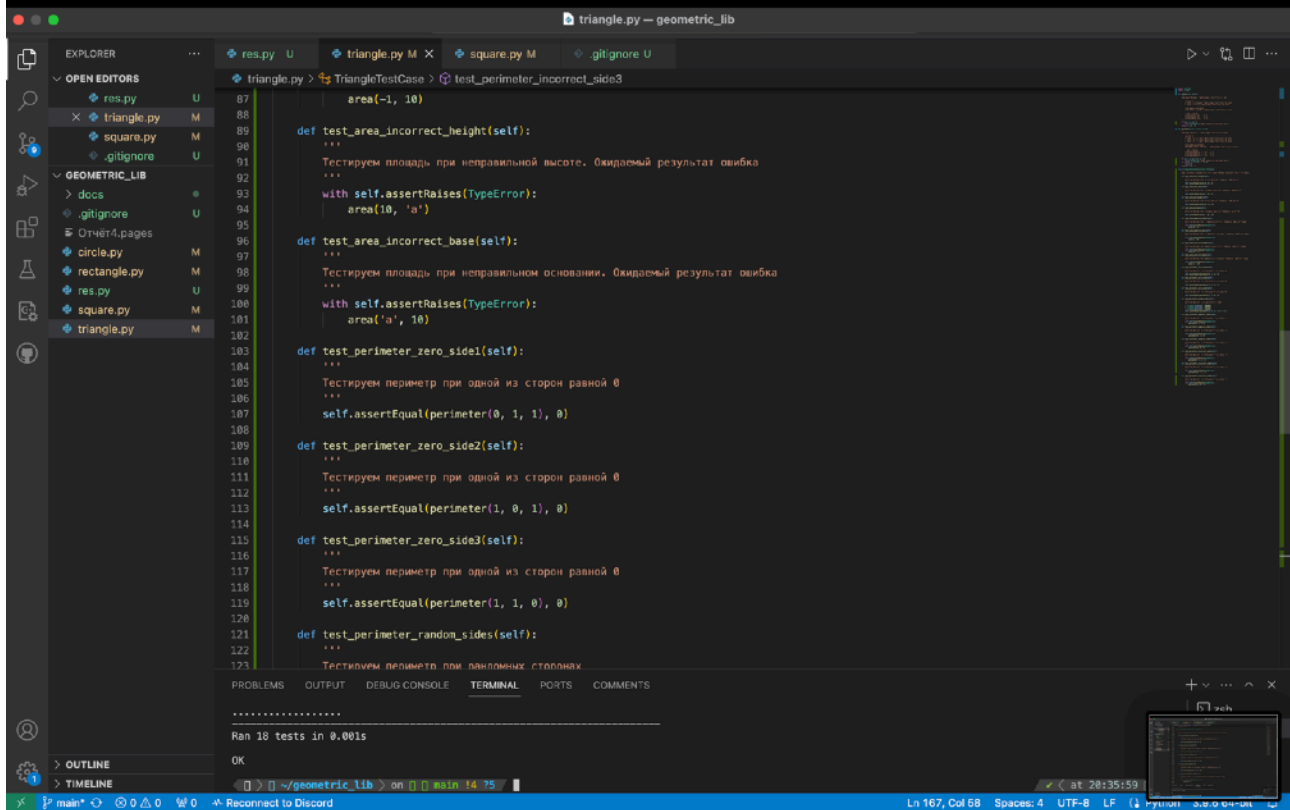 triangle.py — geometric_lib
EXPLORER
res.py U
triangle.py M
square.py M
.gitignore U
OPEN EDITORS
triangle.py > TriangleTestCase > test_perimeter_incorrect_side3
res.py U
triangle.py M
square.py M
.gitignore U
GEOMETRIC_LIB
docs
.gitignore U
Отчёт4.pages
circle.py M
rectangle.py M
res.py U
square.py M
triangle.py M
87 area(-1, 10)
88
89 def test_area_incorrect_height(self):
90 '''
91 Тестируем площадь при неправильной высоте. Ожидаемый результат ошибка
92 '''
93 with self.assertRaises(TypeError):
94 area(10, 'a')
95
96 def test_area_incorrect_base(self):
97 '''
98 Тестируем площадь при неправильном основании. Ожидаемый результат ошибка
99 '''
100 with self.assertRaises(TypeError):
101 area('a', 10)
102
103 def test_perimeter_zero_side1(self):
104 '''
105 Тестируем периметр при одной из сторон равной 0
106 '''
107 self.assertEqual(perimeter(0, 1, 1), 0)
108
109 def test_perimeter_zero_side2(self):
110 '''
111 Тестируем периметр при одной из сторон равной 0
112 '''
113 self.assertEqual(perimeter(1, 0, 1), 0)
114
115 def test_perimeter_zero_side3(self):
116 '''
117 Тестируем периметр при одной из сторон равной 0
118 '''
119 self.assertEqual(perimeter(1, 1, 0), 0)
120
121 def test_perimeter_random_sides(self):
122 '''
123 Тестируем периметр при рандомных сторонах
PROBLEMS OUTPUT DEBUG CONSOLE TERMINAL PORTS COMMENTS
zsh
..................
Ran 18 tests in 0.001s
OK
~/geometric_lib > on main !4 ?5
at 20:35:59
OUTLINE
TIMELINE
main* 0 0 0 Reconnect to Discord
Ln 167, Col 58 Spaces: 4 UTF-8 LF Python 3.9.6 64-bit